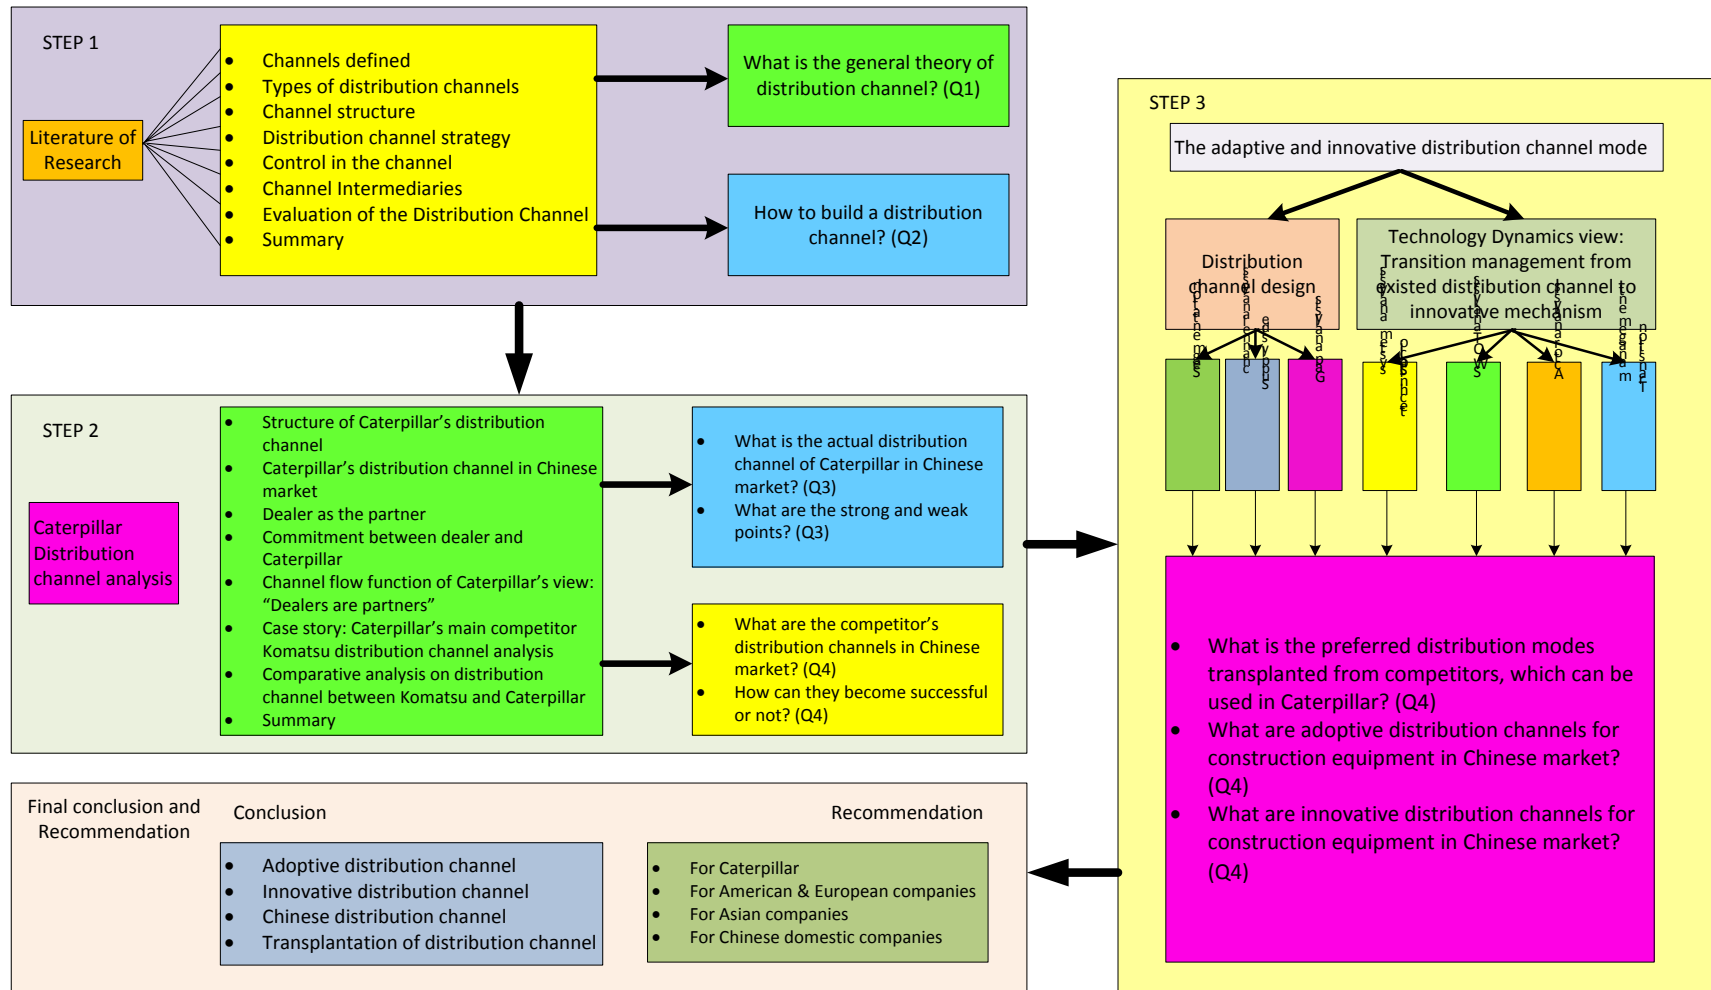 STEP 1
Literature of
Research
• Channels defined
• Types of distribution channels
• Channel structure
• Distribution channel strategy
• Control in the channel
• Channel Intermediaries
• Evaluation of the Distribution Channel
• Summary
What is the general theory of
distribution channel? (Q1)
How to build a distribution
channel? (Q2)
STEP 2
Caterpillar
Distribution
channel analysis
• Structure of Caterpillar's distribution
channel
• Caterpillar's distribution channel in Chinese
market
• Dealer as the partner
• Commitment between dealer and
Caterpillar
• Channel flow function of Caterpillar's view:
"Dealers are partners"
• Case story: Caterpillar's main competitor
Komatsu distribution channel analysis
• Comparative analysis on distribution
channel between Komatsu and Caterpillar
• Summary
• What is the actual distribution
channel of Caterpillar in Chinese
market? (Q3)
• What are the strong and weak
points? (Q3)
• What are the competitor's
distribution channels in Chinese
market? (Q4)
• How can they become successful
or not? (Q4)
STEP 3
The adaptive and innovative distribution channel mode
Distribution
channel design
Technology Dynamics view:
Transition management from
existed distribution channel to
innovative mechanism
Gap analysis
SWOT analysis
Actor analysis
Transition
management
• What is the preferred distribution modes
transplanted from competitors, which can be
used in Caterpillar? (Q4)
• What are adoptive distribution channels for
construction equipment in Chinese market?
(Q4)
• What are innovative distribution channels for
construction equipment in Chinese market?
(Q4)
Final conclusion and
Recommendation
Conclusion
• Adoptive distribution channel
• Innovative distribution channel
• Chinese distribution channel
• Transplantation of distribution channel
Recommendation
• For Caterpillar
• For American & European companies
• For Asian companies
• For Chinese domestic companies